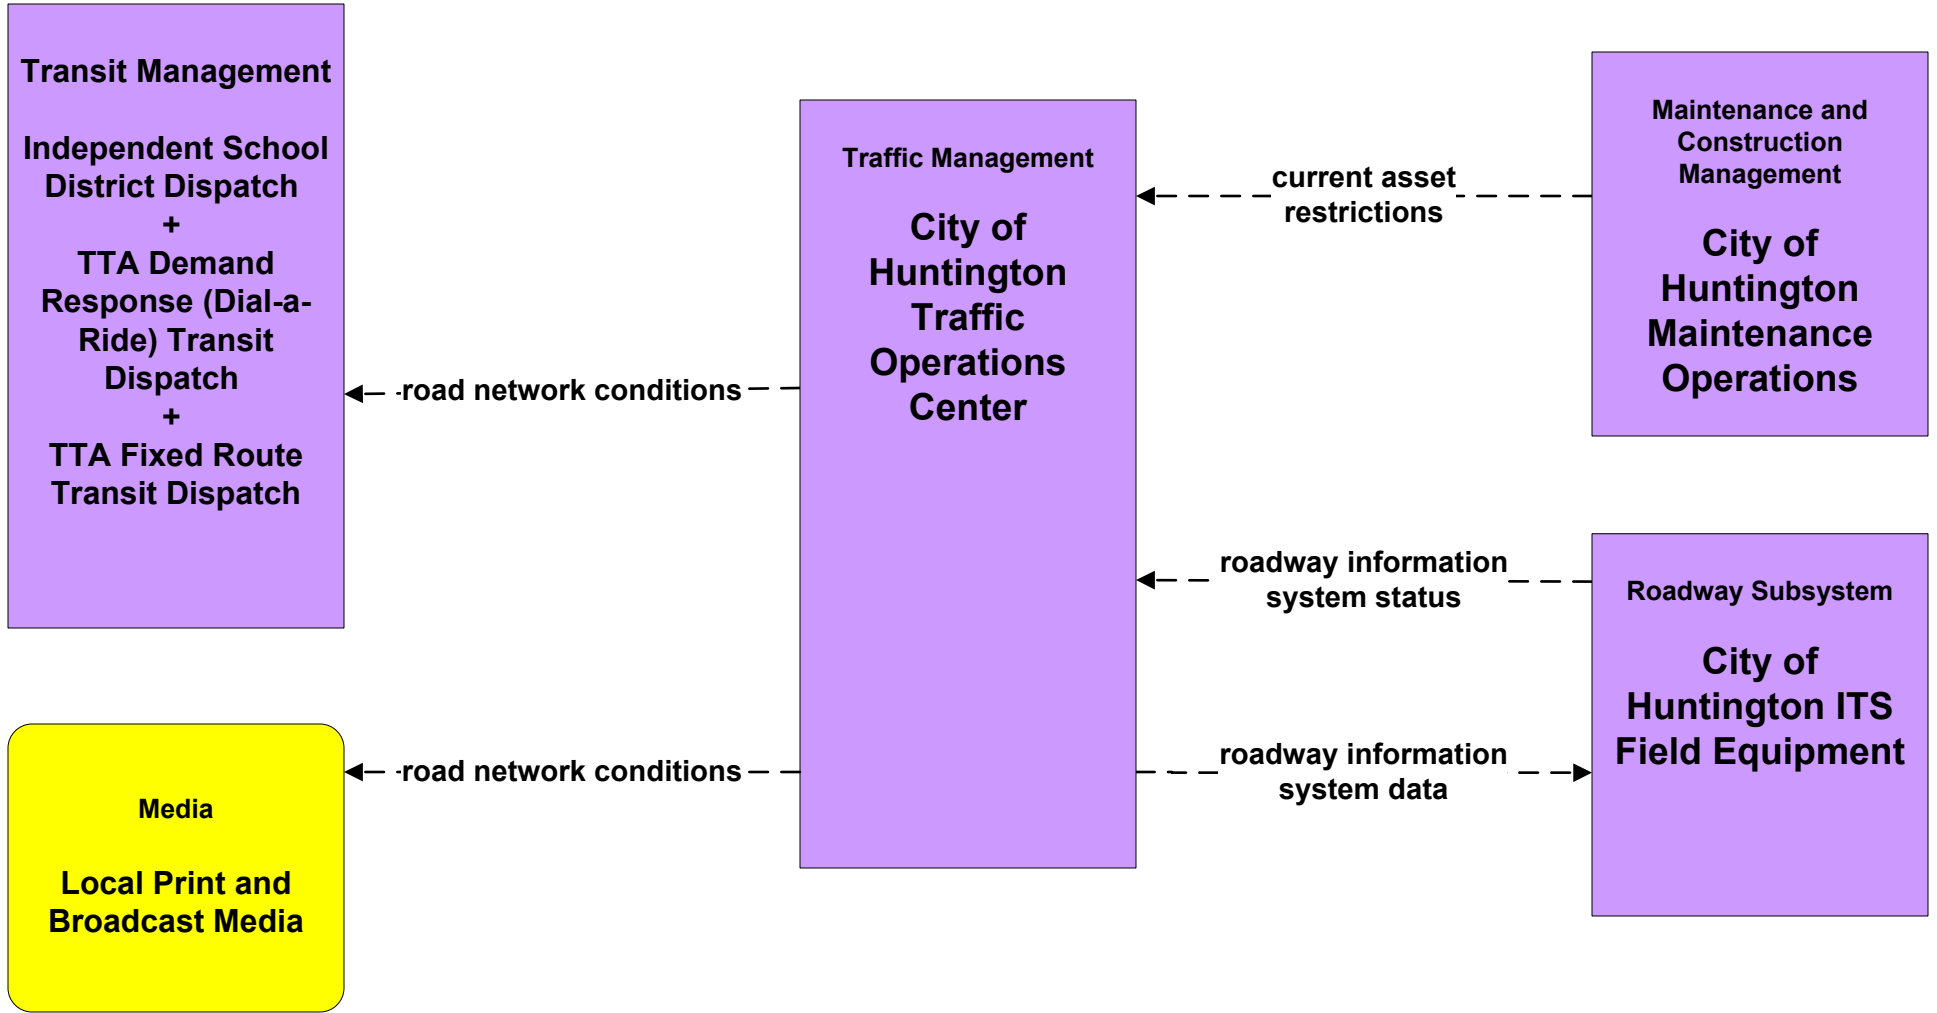 Transit Management
Independent School
District Dispatch
+
TTA Demand
Response (Dial-a-
Ride) Transit
Dispatch
+
TTA Fixed Route
Transit Dispatch
Media
Local Print and
Broadcast Media
road network conditions
road network conditions
Traffic Management
City of
Huntington
Traffic
Operations
Center
current asset
restrictions
roadway information
system status
roadway information
system data
Maintenance and
Construction
Management
City of
Huntington
Maintenance
Operations
Roadway Subsystem
City of
Huntington ITS
Field Equipment